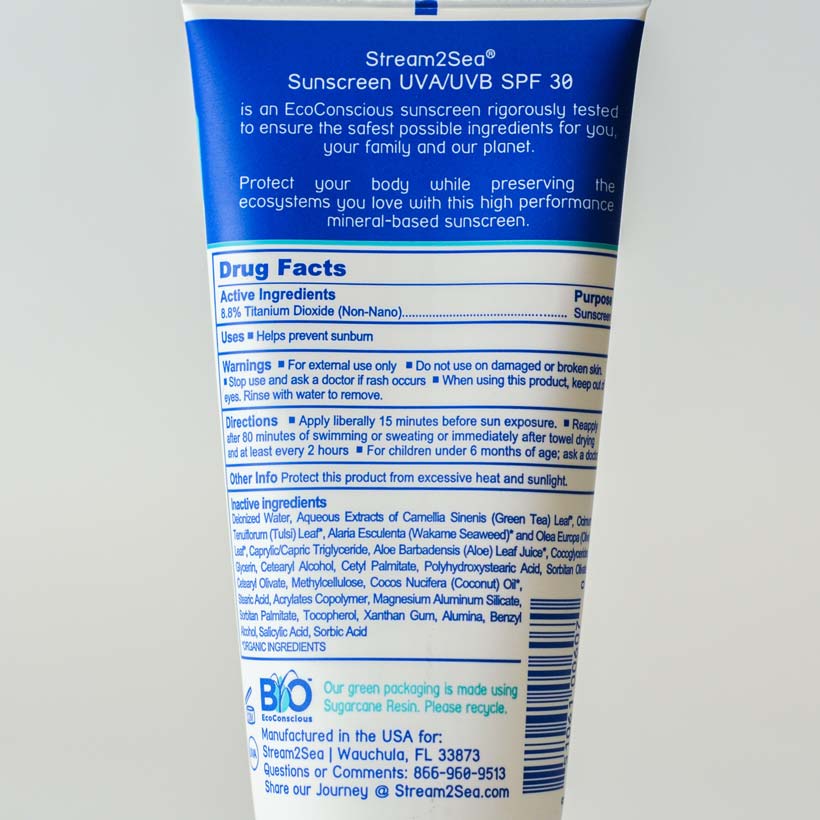 Stream2Sea®
Sunscreen UVA/UVB SPF 30
is an EcoConscious sunscreen rigorously tested
to ensure the safest possible ingredients for you,
your family and our planet.
Protect your body while preserving the
ecosystems you love with this high performance
mineral-based sunscreen.
Drug Facts
Active Ingredients Purpose
8.8% Titanium Dioxide (Non-Nano)........................................................ Sunscreen
Uses ■ Helps prevent sunburn
Warnings ■ For external use only ■ Do not use on damaged or broken skin.
■ Stop use and ask a doctor if rash occurs ■ When using this product, keep out of
eyes. Rinse with water to remove.
Directions ■ Apply liberally 15 minutes before sun exposure. ■ Reapply
after 80 minutes of swimming or sweating or immediately after towel drying
and at least every 2 hours ■ For children under 6 months of age; ask a doctor
Other Info Protect this product from excessive heat and sunlight.
Inactive ingredients
Deionized Water, Aqueous Extracts of Camellia Sinenis (Green Tea) Leaf*,
Tenuiflorum (Tulsi) Leaf*, Alaria Esculenta (Wakame Seaweed)* and Olea Europa
Leaf*, Caprylic/Capric Triglyceride, Aloe Barbadensis (Aloe) Leaf Juice*,
Glycerin, Cetearyl Alcohol, Cetyl Palmitate, Polyhydroxystearic Acid, Sorbitan
Cetearyl Olivate, Methylcellulose, Cocos Nucifera (Coconut) Oil*,
Stearic Acid, Acrylates Copolymer, Magnesium Aluminum Silicate,
Sorbitan Palmitate, Tocopherol, Xanthan Gum, Alumina, Benzyl
Alcohol, Salicylic Acid, Sorbic Acid
*ORGANIC INGREDIENTS
BIO™
EcoConscious
Our green packaging is made using
Sugarcane Resin. Please recycle.
Manufactured in the USA for:
Stream2Sea | Wauchula, FL 33873
Questions or Comments: 866-960-9513
Share our Journey @ Stream2Sea.com